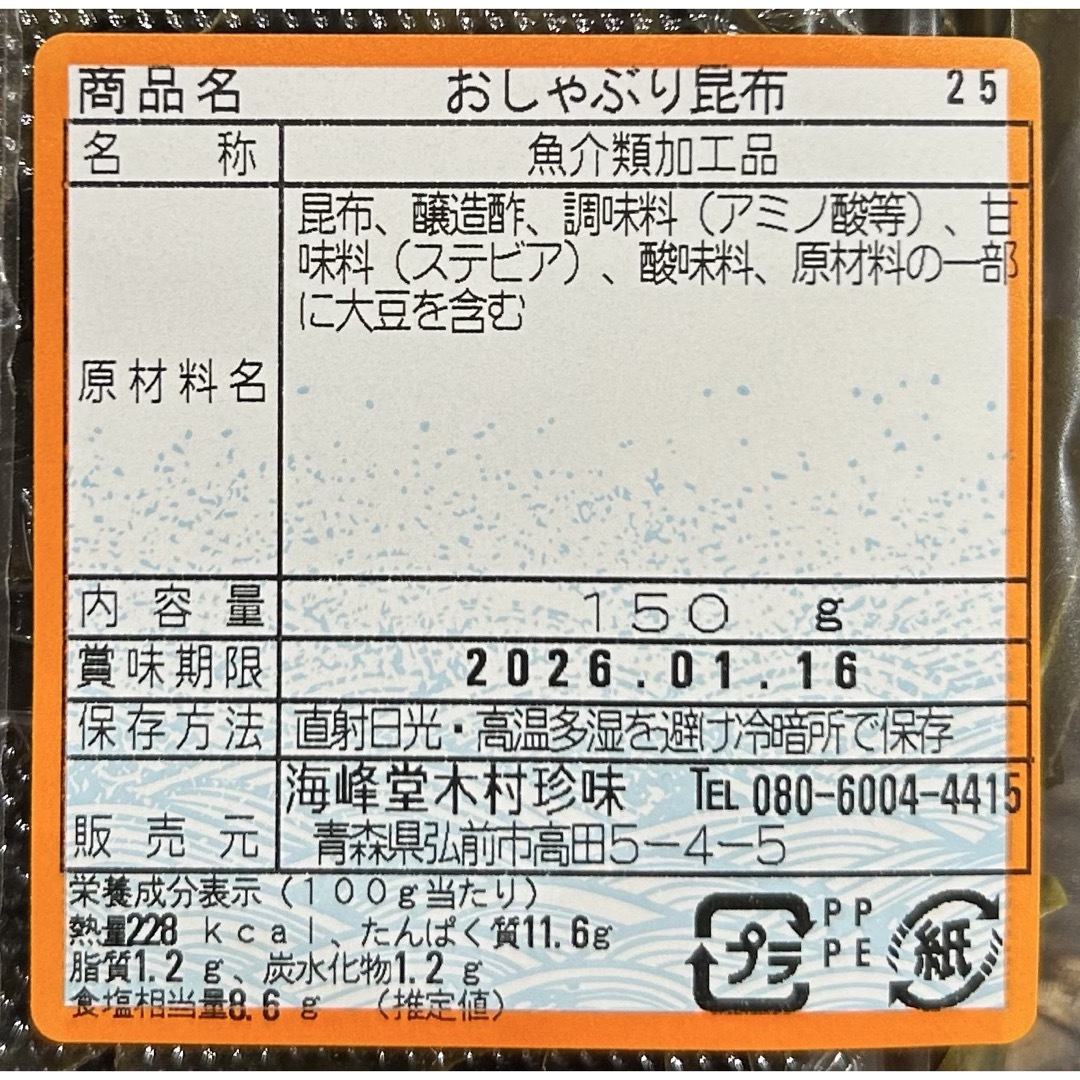 商品名 おしゃぶり昆布 25
名称 魚介類加工品
原材料名
昆布、醸造酢、調味料（アミノ酸等）、甘
味料（ステビア）、酸味料、原材料の一部
に大豆を含む
内容量 150 g
賞味期限 2026.01.16
保存方法 直射日光・高温多湿を避け冷暗所で保存
販売元
海峰堂木村珍味 TEL 080-6004-4415
青森県弘前市高田5－4－5
栄養成分表示（100g当たり）
熱量228 kcal、たんぱく質11.6g
脂質1.2g、炭水化物1.2g
食塩相当量8.6g （推定値）
プラ
PP
PE
紙